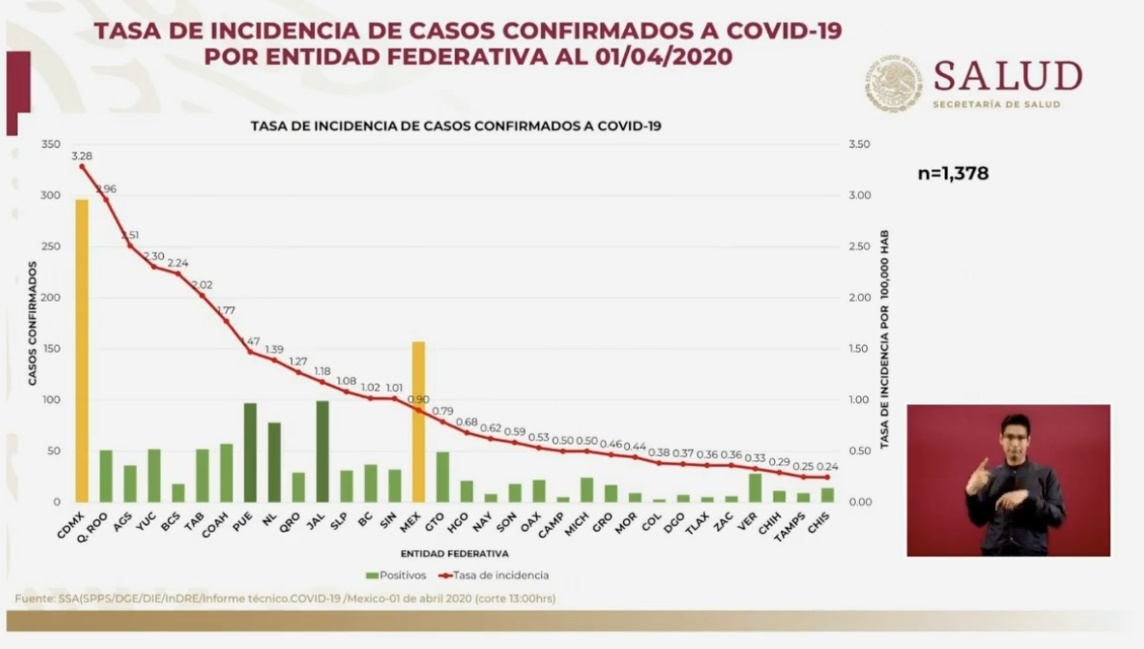 TASA DE INCIDENCIA DE CASOS CONFIRMADOS A COVID-19
POR ENTIDAD FEDERATIVA AL 01/04/2020
SALUD
SECRETARÍA DE SALUD
TASA DE INCIDENCIA DE CASOS CONFIRMADOS A COVID-19
n=1,378
CASOS CONFIRMADOS
350
300
250
200
150
100
50
0
3.28
2.96
2.51
2.30
2.24
2.02
1.77
1.47
1.39
1.27
1.18
1.08
1.02
1.01
0.90
0.79
0.68
0.62
0.59
0.53
0.50
0.50
0.46
0.44
0.38
0.37
0.36
0.36
0.33
0.29
0.25
0.24
3.50
3.00
2.50
2.00
1.50
1.00
0.50
0.00
TASA DE INCIDENCIA POR 100,000 HAB
CDMX
Q. ROO
AGS
YUC
BCS
TAB
COAH
PUE
NL
QRO
JAL
SLP
BC
SIN
MEX
GTO
HGO
NAY
SON
OAX
CAMP
MICH
GRO
MOR
COL
DGO
TLAX
ZAC
VER
CHIH
TAMPS
CHIS
ENTIDAD FEDERATIVA
Positivos
Tasa de incidencia
Fuente: SSA(SPPS/DGE/DIE/InDRE/Informe técnico.COVID-19 /Mexico-01 de abril 2020 (corte 13:00hrs)